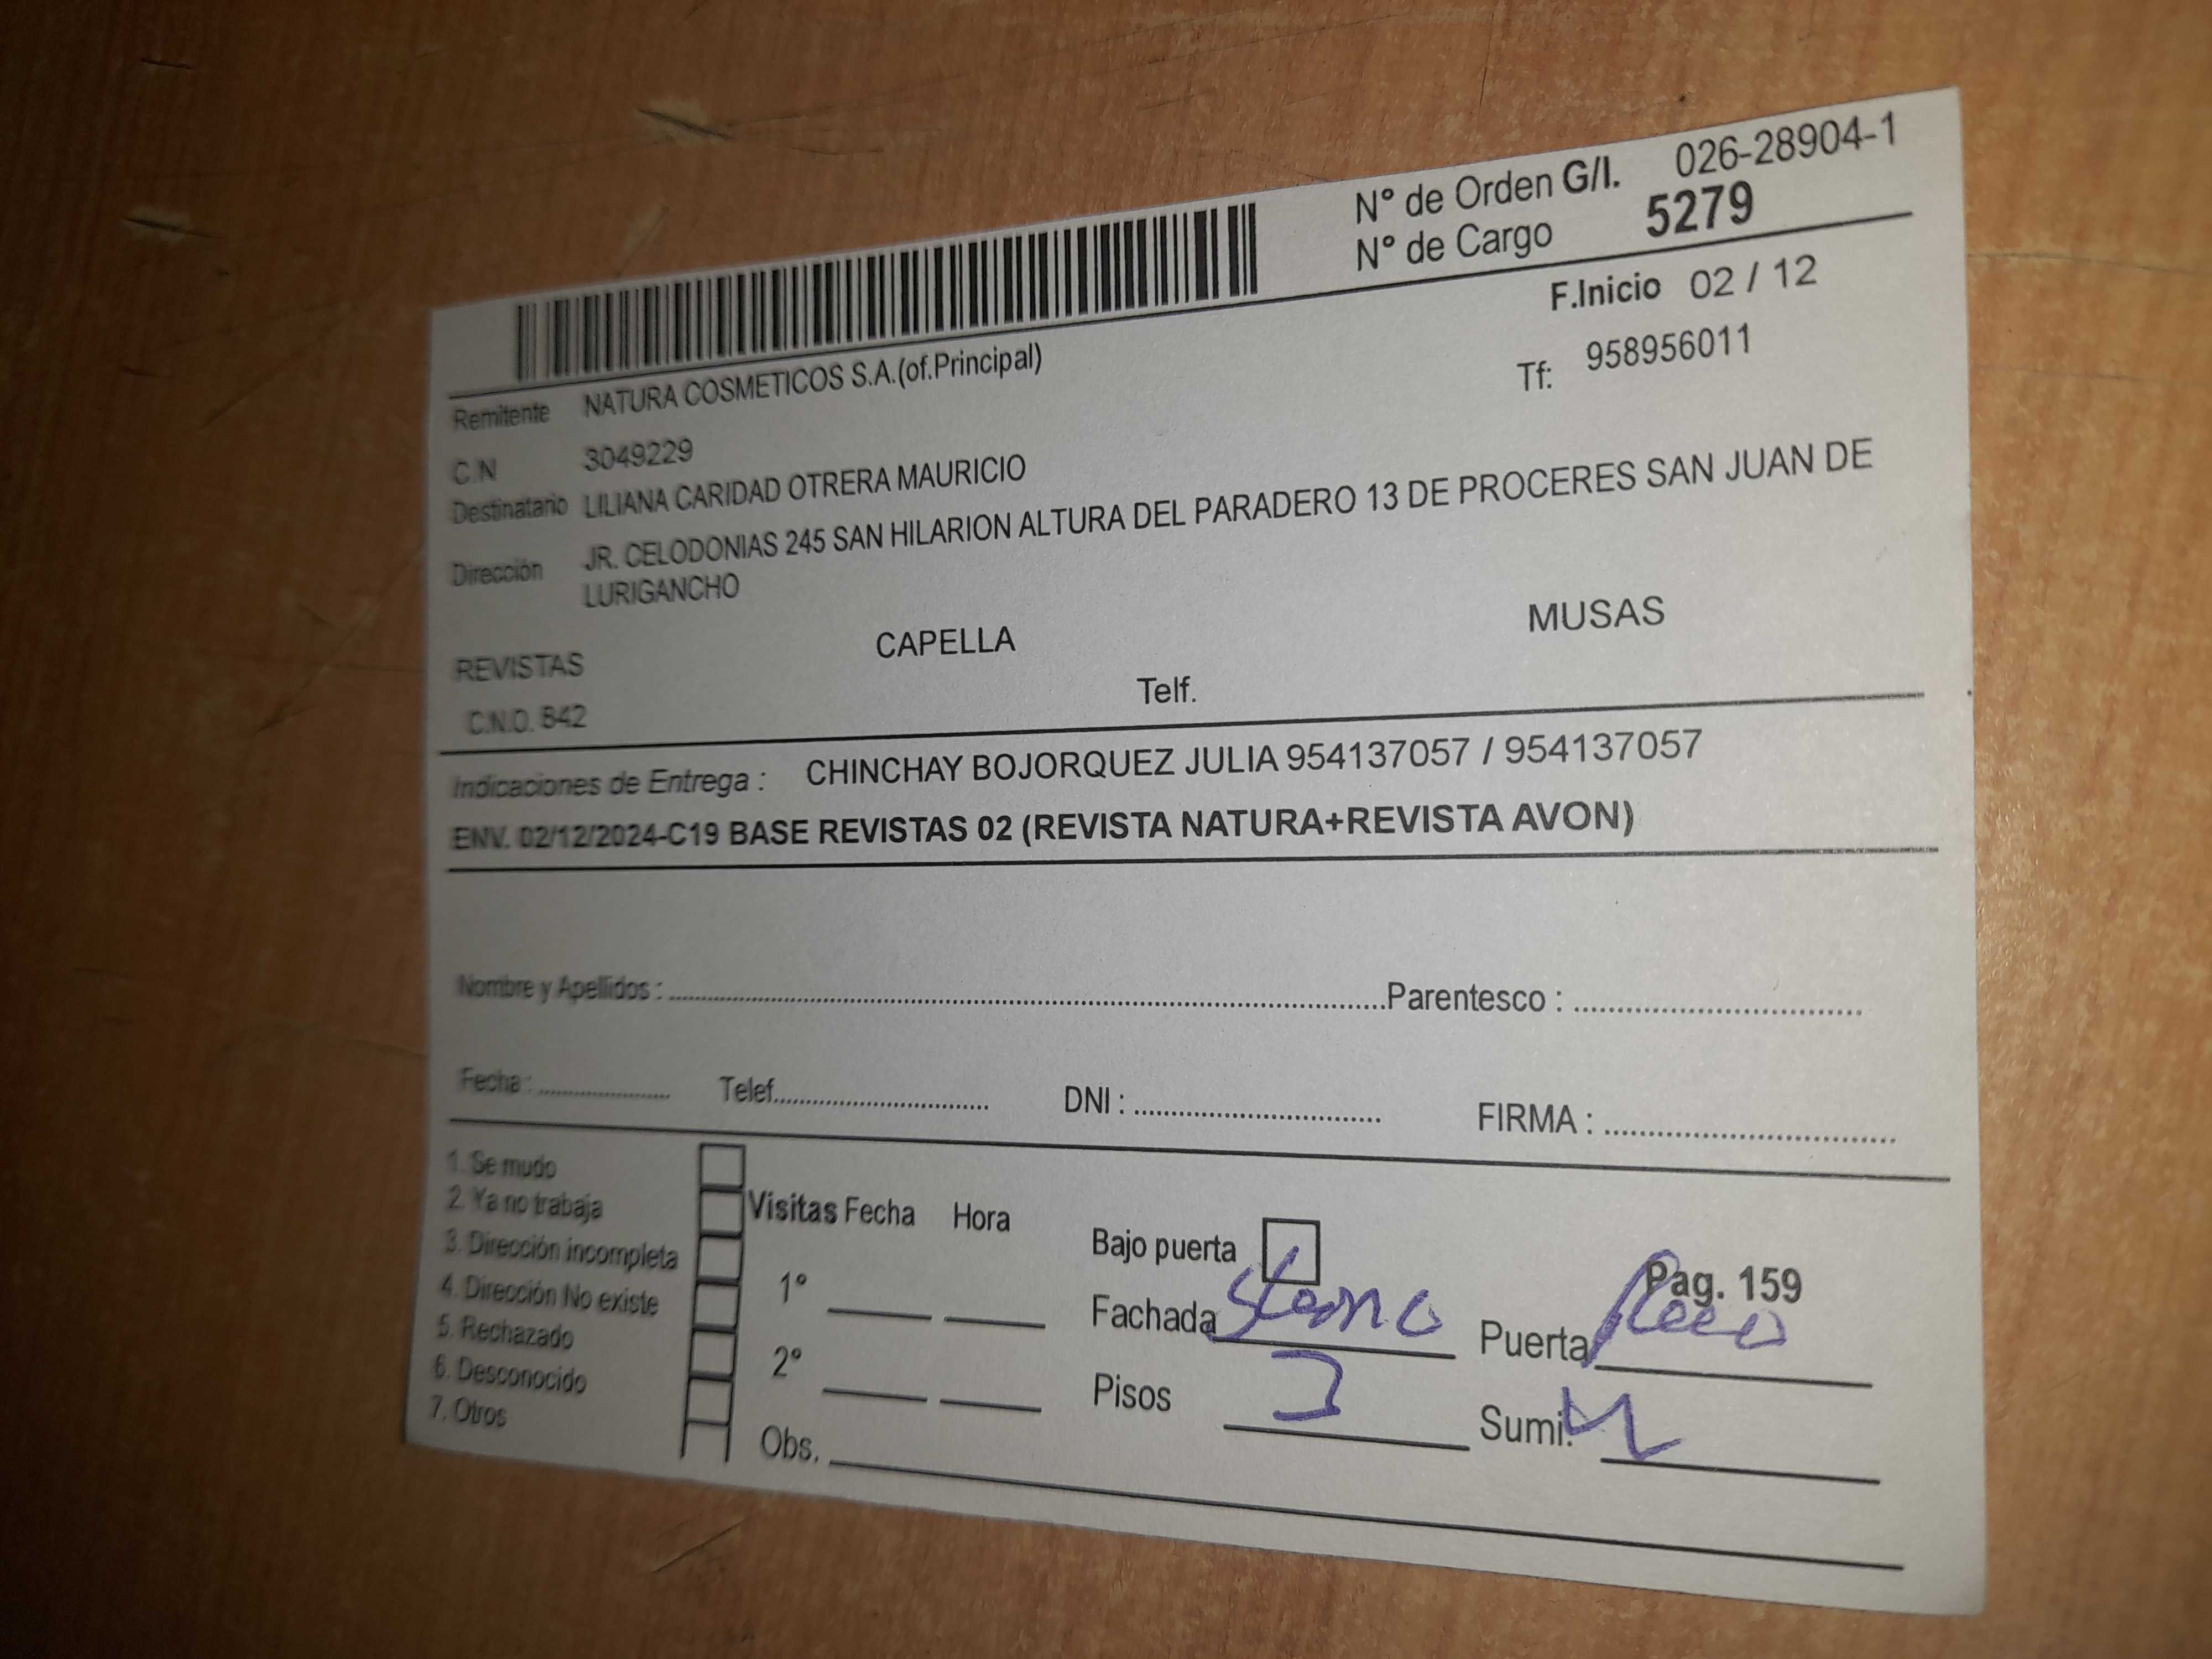 N° de Orden G/I. 026-28904-1
N° de Cargo 5279
F.Inicio 02 / 12
Remitente NATURA COSMETICOS S.A.(of.Principal)
Tf: 958956011
C.N 3049229
Destinatario LILIANA CARIDAD OTRERA MAURICIO
Dirección JR. CELODONIAS 245 SAN HILARION ALTURA DEL PARADERO 13 DE PROCERES SAN JUAN DE
LURIGANCHO
REVISTAS CAPELLA MUSAS
C.N.O. 842 Telf.
Indicaciones de Entrega : CHINCHAY BOJORQUEZ JULIA 954137057 / 954137057
ENV. 02/12/2024-C19 BASE REVISTAS 02 (REVISTA NATURA+REVISTA AVON)
Nombre y Apellidos : Parentesco :
Fecha : Telef. DNI : FIRMA :
1. Se mudo
2. Ya no trabaja
3. Dirección incompleta
4. Dirección No existe
5. Rechazado
6. Desconocido
7. Otros
Visitas Fecha Hora
1°
2°
Obs.
Bajo puerta
Pag. 159
Fachada Puerta
Pisos Sumi.